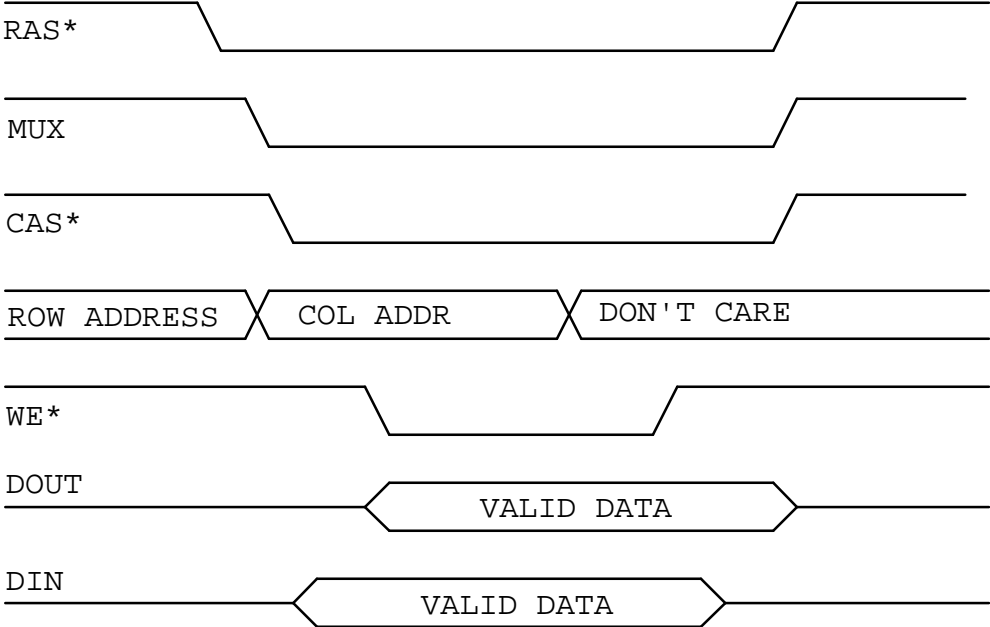 RAS*
MUX
CAS*
ROW ADDRESS COL ADDR DON'T CARE
WE*
DOUT
VALID DATA
DIN
VALID DATA